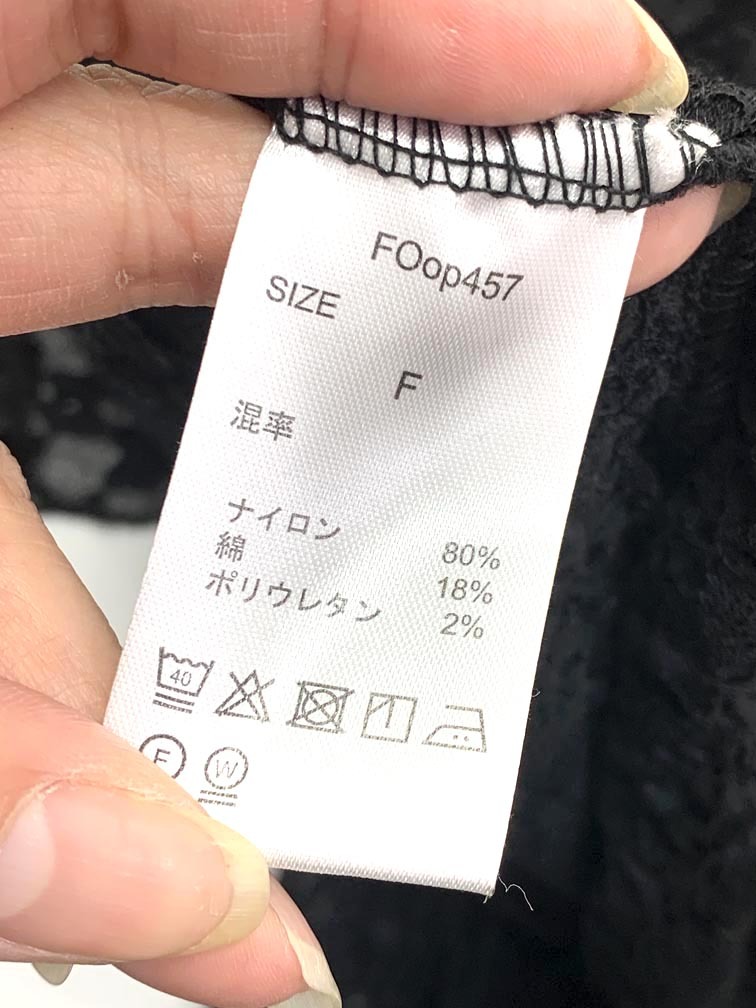 FOop457
SIZE
F
混率
ナイロン 80%
綿 18%
ポリウレタン 2%
40
F W